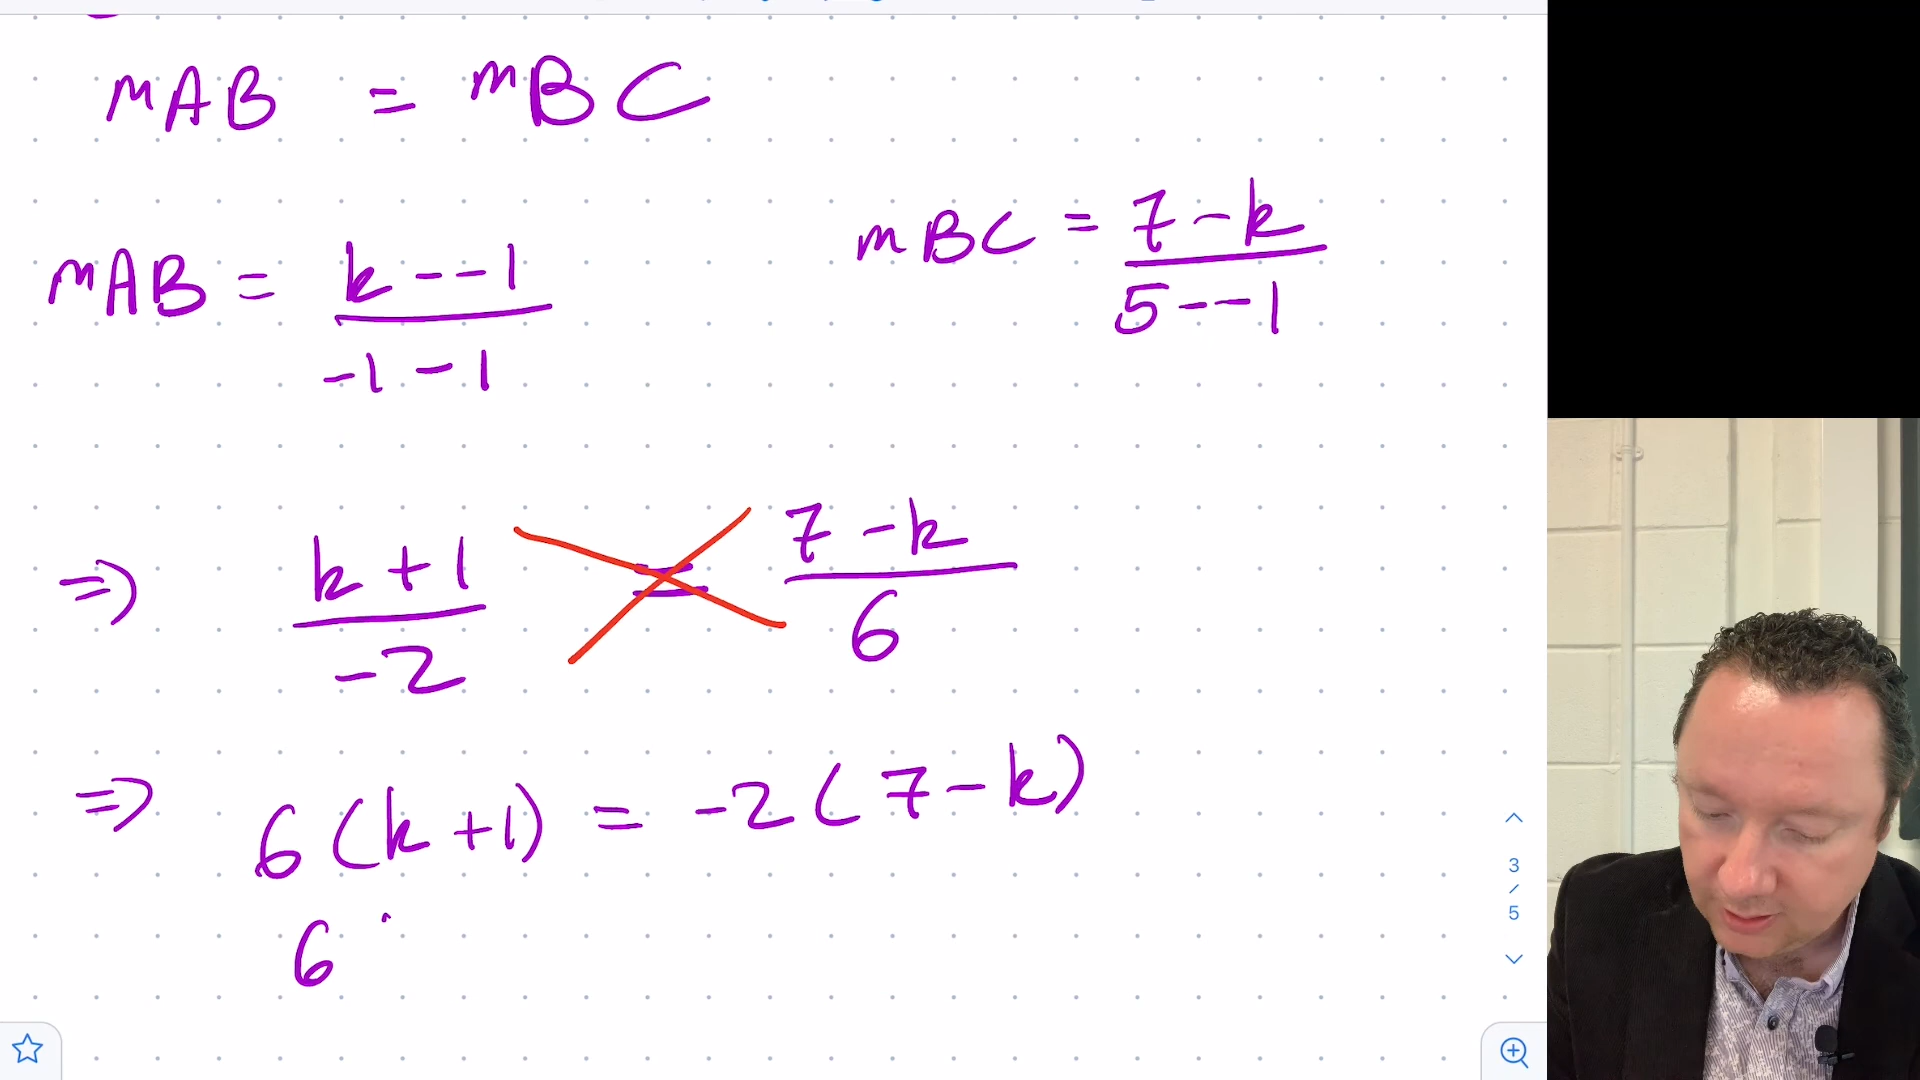 mAB = mBC
mAB = k--1 / -1-1
mBC = 7-k / 5--1
=> k+1 / -2 = 7-k / 6
=> 6(k+1) = -2(7-k)
6
3
/
5